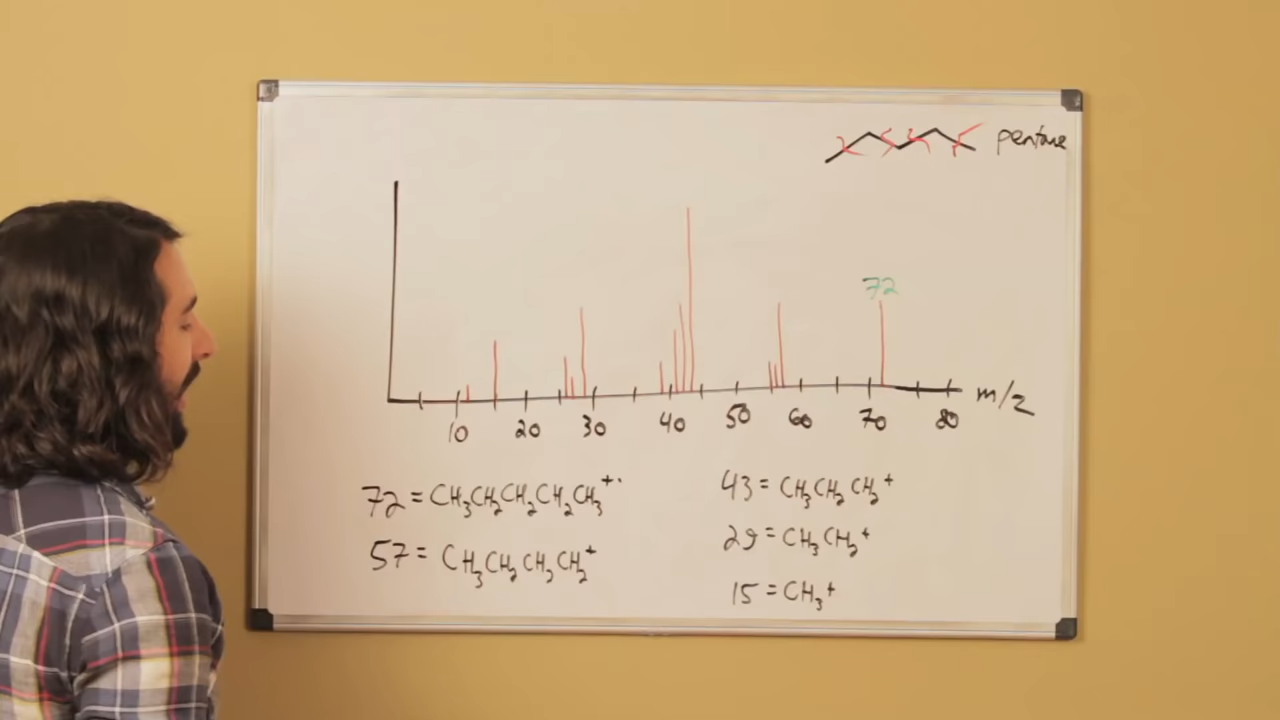 pentane
72
m/z
10 20 30 40 50 60 70 80
72 = CH3CH2CH2CH2CH3+·
57 = CH3CH2CH2CH2+
43 = CH3CH2CH2+
29 = CH3CH2+
15 = CH3+